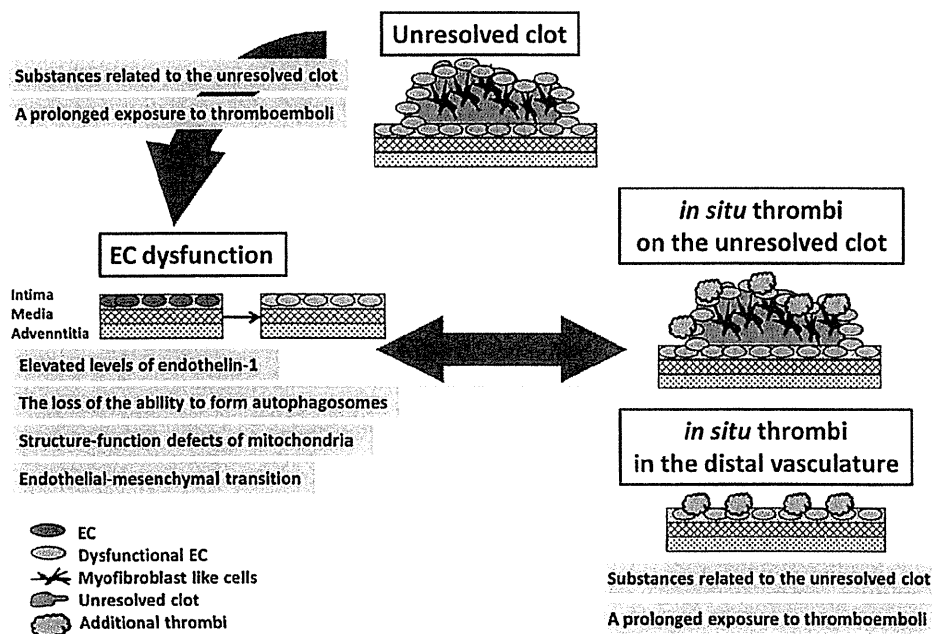 Unresolved clot
Substances related to the unresolved clot
A prolonged exposure to thromboemboli
EC dysfunction
Intima
Media
Advenntitia
Elevated levels of endothelin-1
The loss of the ability to form autophagosomes
Structure-function defects of mitochondria
Endothelial-mesenchymal transition
in situ thrombi
on the unresolved clot
in situ thrombi
in the distal vasculature
Substances related to the unresolved clot
A prolonged exposure to thromboemboli
EC
Dysfunctional EC
Myofibroblast like cells
Unresolved clot
Additional thrombi